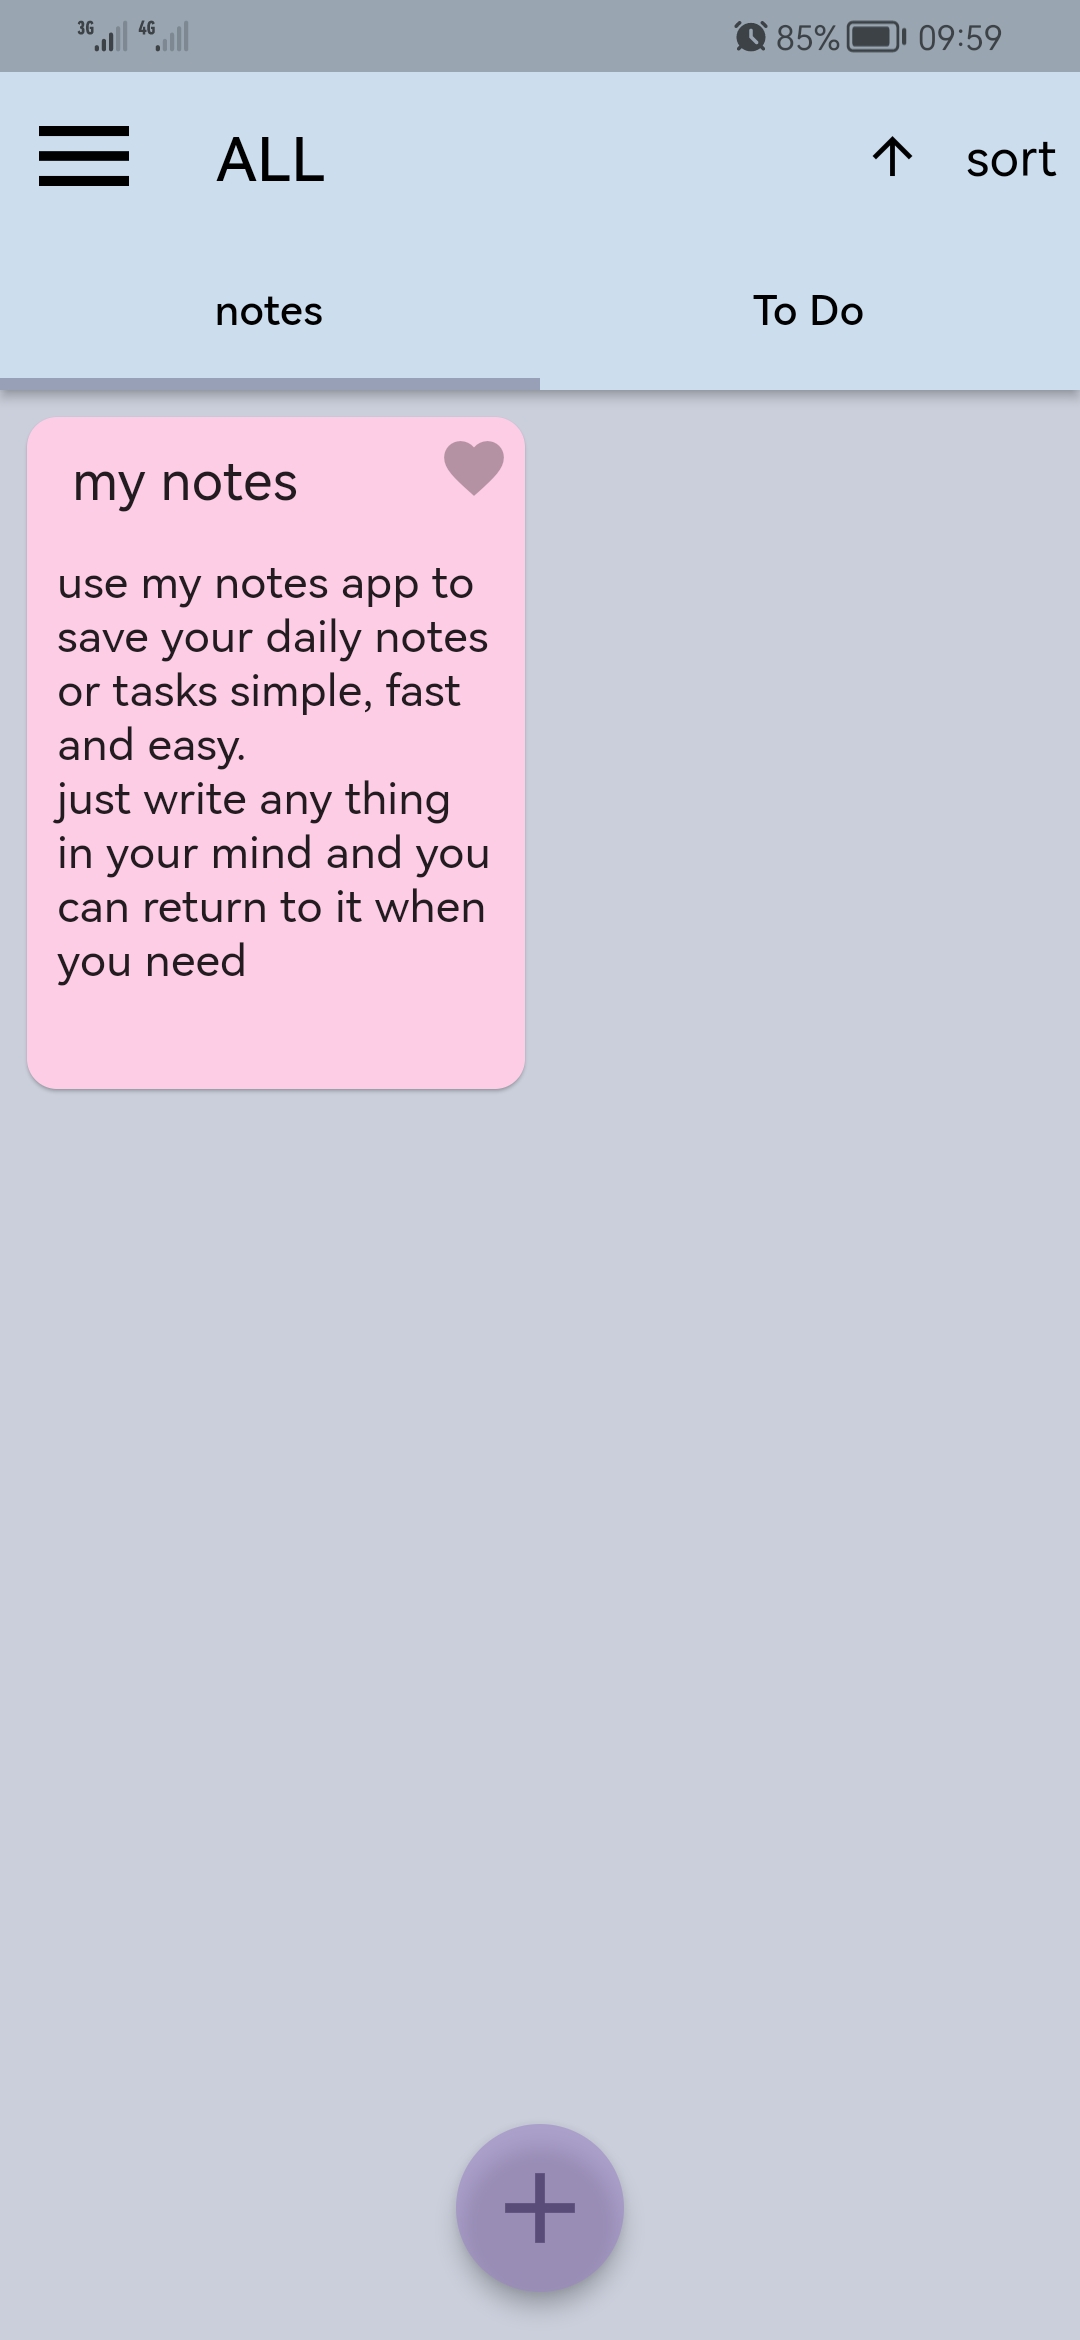 3G 4G 85% 09:59
ALL sort
notes To Do
my notes
use my notes app to
save your daily notes
or tasks simple, fast
and easy.
just write any thing
in your mind and you
can return to it when
you need